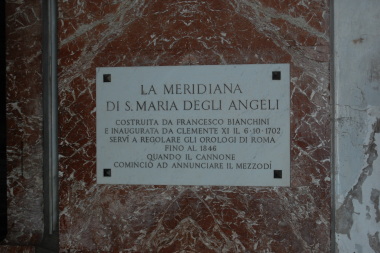 LA MERIDIANA
DI S. MARIA DEGLI ANGELI
COSTRUITA DA FRANCESCO BIANCHINI
E INAUGURATA DA CLEMENTE XI IL 6-10-1702
SERVÌ A REGOLARE GLI OROLOGI DI ROMA
FINO AL 1846
QUANDO IL CANNONE
COMINCIÒ AD ANNUNCIARE IL MEZZODÌ